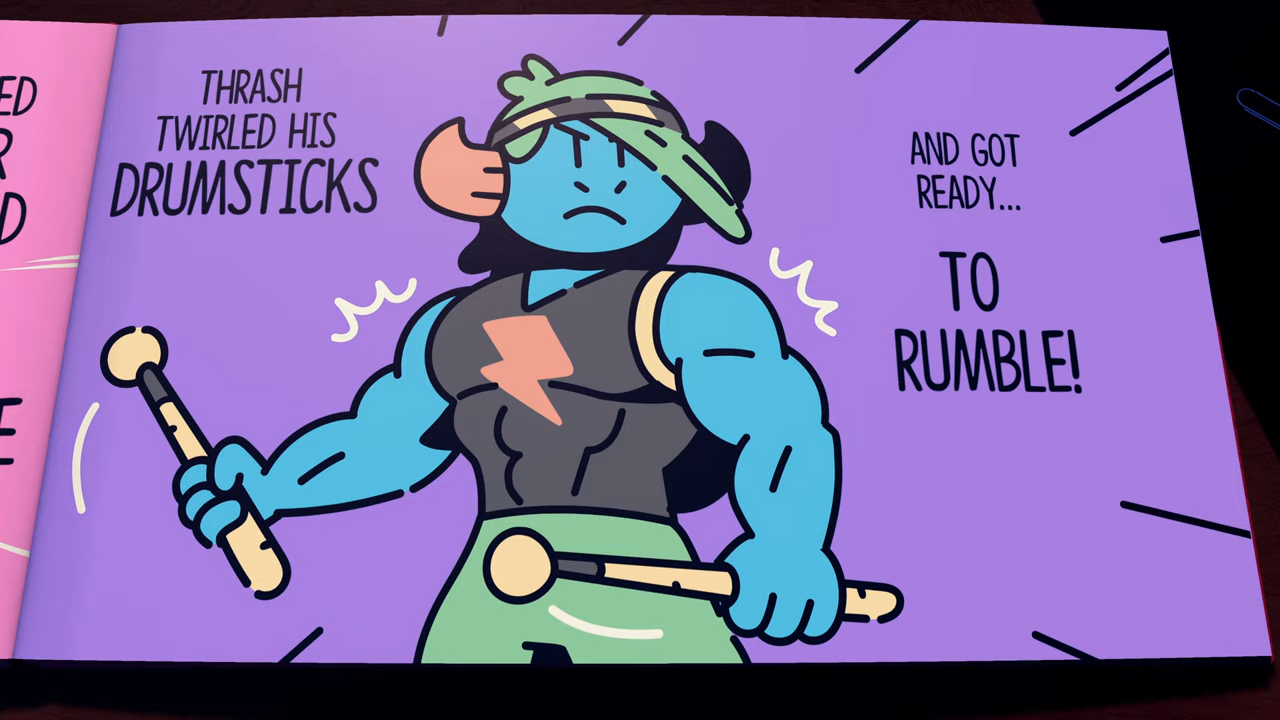 THRASH
TWIRLED HIS
DRUMSTICKS
AND GOT
READY...
TO
RUMBLE!